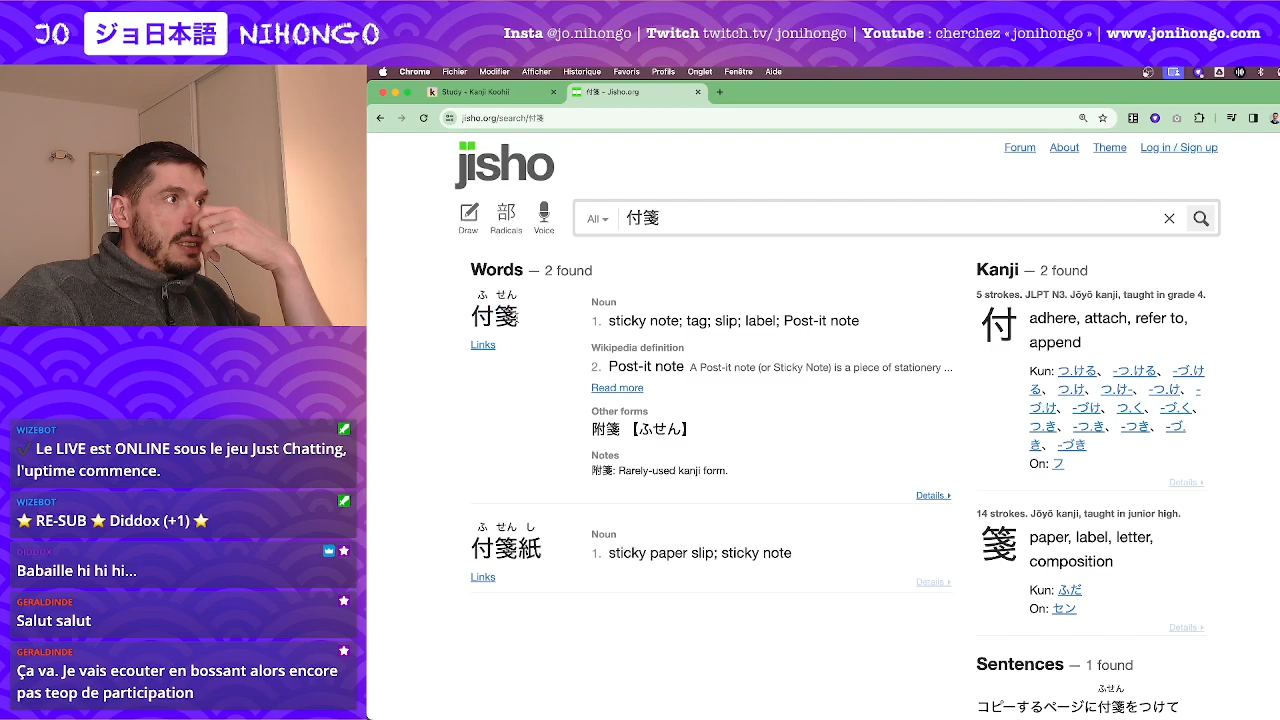 JO ジョ日本語 NIHONGO
Insta @jo.nihongo | Twitch twitch.tv/ jonihongo | Youtube : cherchez «jonihongo » | www.jonihongo.com
Chrome Fichier Modifier Afficher Historique Favoris Profils Onglet Fenêtre Aide
Study - Kanji Koohii
付箋 - Jisho.org
jisho.org/search/付箋
jisho
Forum About Theme Log in / Sign up
Draw
部 Radicals
Voice
All
付箋
Words — 2 found
ふ せん
付箋
Links
Noun
1. sticky note; tag; slip; label; Post-it note
Wikipedia definition
2. Post-it note A Post-it note (or Sticky Note) is a piece of stationery ...
Read more
Other forms
附箋 【ふせん】
Notes
附箋: Rarely-used kanji form.
Details
ふ せん し
付箋紙
Links
Noun
1. sticky paper slip; sticky note
Details
Kanji — 2 found
5 strokes. JLPT N3. Jōyō kanji, taught in grade 4.
付
adhere, attach, refer to,
append
Kun: つ.ける、 -つ.ける、 -づ.け
る、 つ.け、 つ.け-、 -つ.け、 -
づ.け、 -づけ、 つ.く、 -づ.く、
つ.き、 -つ.き、 -つき、 -づ.
き、 -づき
On: フ
Details
14 strokes. Jōyō kanji, taught in junior high.
箋
paper, label, letter,
composition
Kun: ふだ
On: セン
Details
Sentences — 1 found
ふせん
コピーするページに付箋をつけて
WIZEBOT
Le LIVE est ONLINE sous le jeu Just Chatting,
l'uptime commence.
WIZEBOT
RE-SUB Diddox (+1)
DIDDOX
Babaille hi hi hi...
GERALDINDE
Salut salut
GERALDINDE
Ça va. Je vais ecouter en bossant alors encore
pas teop de participation